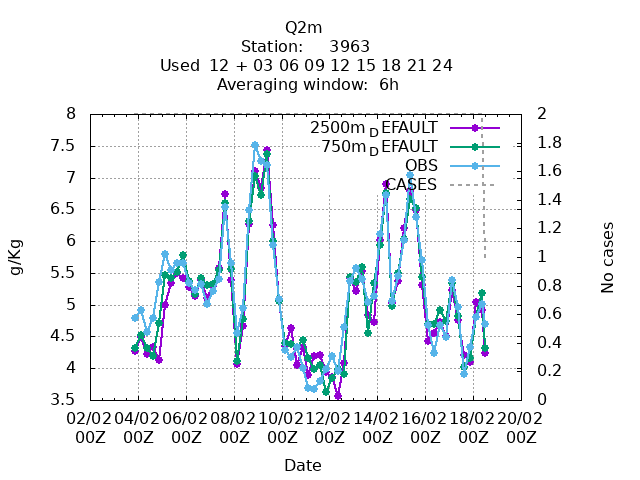 Q2m
Station: 3963
Used 12 + 03 06 09 12 15 18 21 24
Averaging window: 6h
2500m_DEFAULT
750m_DEFAULT
OBS
CASES
8
7.5
7
6.5
6
5.5
5
4.5
4
3.5
g/Kg
2
1.8
1.6
1.4
1.2
1
0.8
0.6
0.4
0.2
0
No cases
02/02 04/02 06/02 08/02 10/02 12/02 14/02 16/02 18/02 20/02
00Z 00Z 00Z 00Z 00Z 00Z 00Z 00Z 00Z 00Z
Date